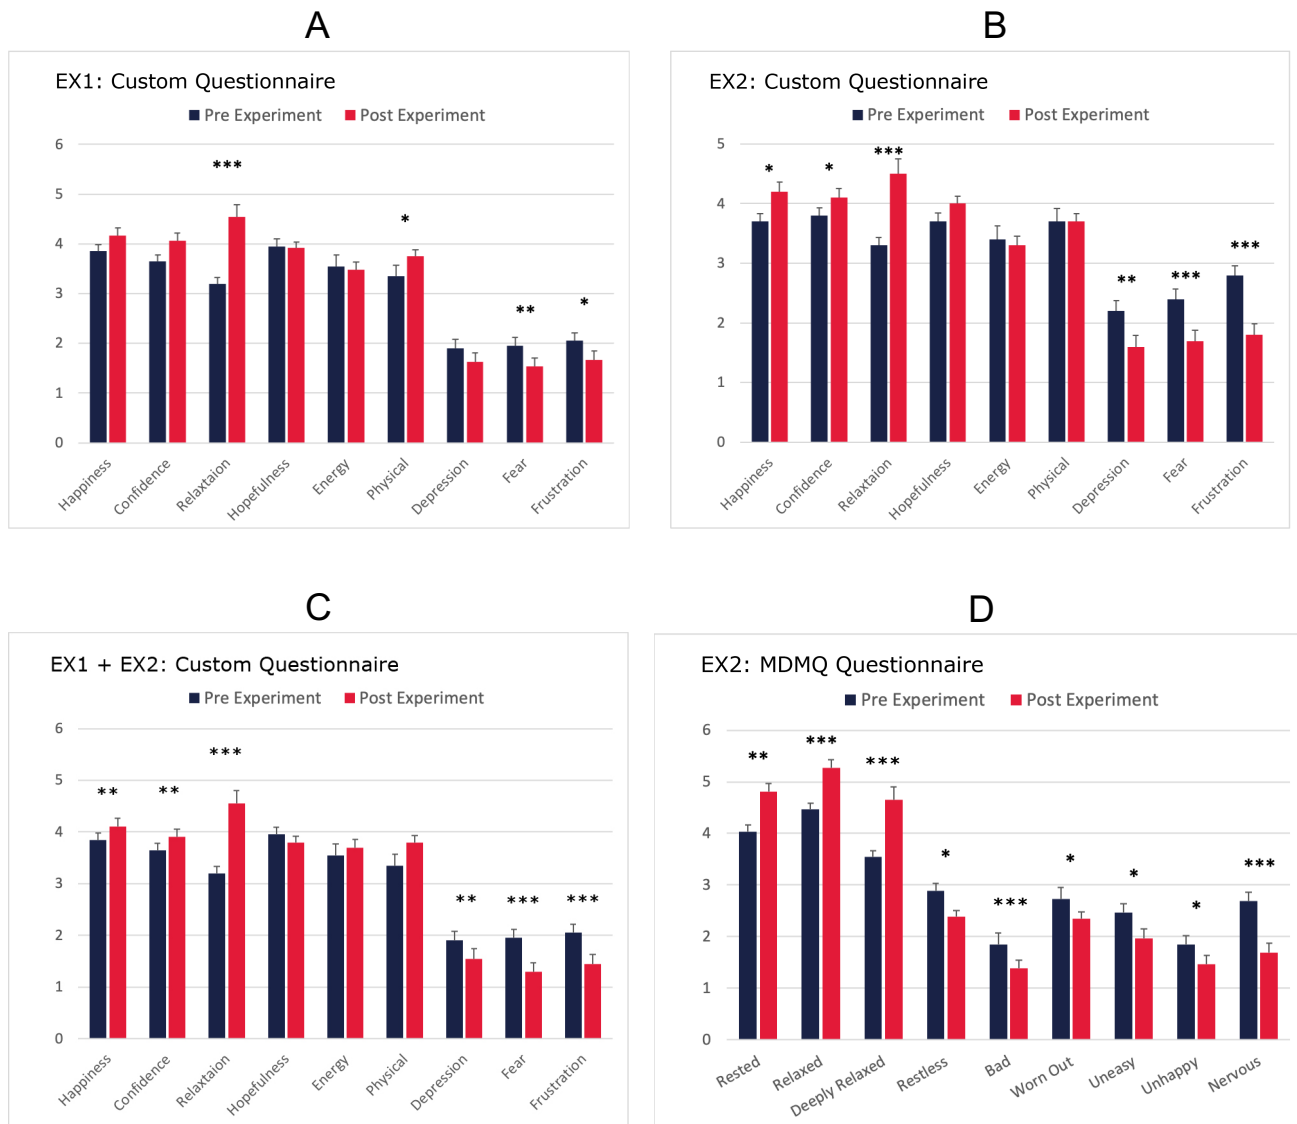 A
EX1: Custom Questionnaire
Pre Experiment Post Experiment
6
5
4
3
2
1
0
***
*
**
*
Happiness
Confidence
Relaxtaion
Hopefulness
Energy
Physical
Depression
Fear
Frustration
B
EX2: Custom Questionnaire
Pre Experiment Post Experiment
5
4
3
2
1
0
*
*
***
**
***
***
Happiness
Confidence
Relaxtaion
Hopefulness
Energy
Physical
Depression
Fear
Frustration
C
EX1 + EX2: Custom Questionnaire
Pre Experiment Post Experiment
6
5
4
3
2
1
0
**
**
***
**
***
***
Happiness
Confidence
Relaxtaion
Hopefulness
Energy
Physical
Depression
Fear
Frustration
D
EX2: MDMQ Questionnaire
Pre Experiment Post Experiment
6
5
4
3
2
1
0
**
***
***
*
***
*
*
*
***
Rested
Relaxed
Deeply Relaxed
Restless
Bad
Worn Out
Uneasy
Unhappy
Nervous